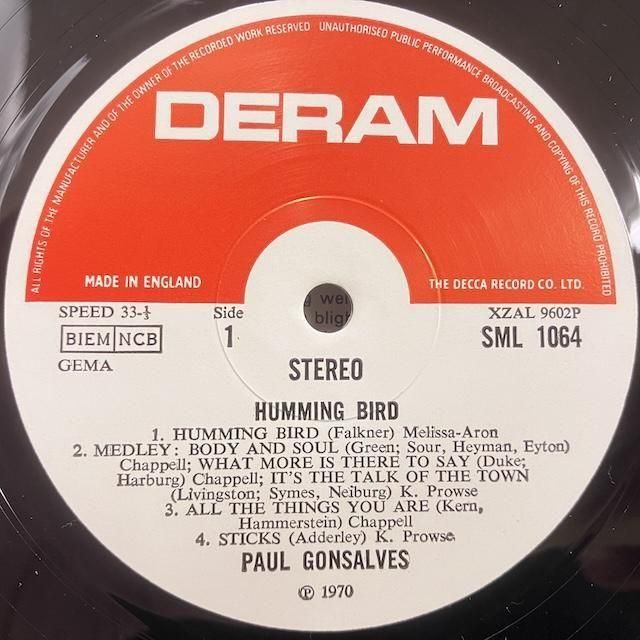 ALL RIGHTS OF THE MANUFACTURER AND OF THE OWNER OF THE RECORDED WORK RESERVED UNAUTHORISED PUBLIC PERFORMANCE BROADCASTING AND COPYING OF THIS RECORD PROHIBITED
DERAM
MADE IN ENGLAND THE DECCA RECORD CO. LTD.
SPEED 33-⅓ Side XZAL 9602P
BIEM NCB 1 SML 1064
GEMA
STEREO
HUMMING BIRD
1. HUMMING BIRD (Falkner) Melissa-Aron
2. MEDLEY: BODY AND SOUL (Green; Sour, Heyman, Eyton)
Chappell; WHAT MORE IS THERE TO SAY (Duke;
Harburg) Chappell; IT'S THE TALK OF THE TOWN
(Livingston; Symes, Neiburg) K. Prowse
3. ALL THE THINGS YOU ARE (Kern,
Hammerstein) Chappell
4. STICKS (Adderley) K. Prowse
PAUL GONSALVES
℗ 1970